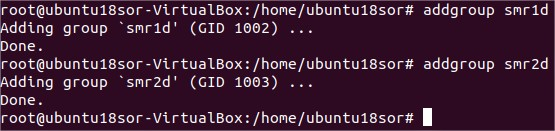 root@ubuntu18sor-VirtualBox:/home/ubuntu18sor# addgroup smr1d
Adding group `smr1d' (GID 1002) ...
Done.
root@ubuntu18sor-VirtualBox:/home/ubuntu18sor# addgroup smr2d
Adding group `smr2d' (GID 1003) ...
Done.
root@ubuntu18sor-VirtualBox:/home/ubuntu18sor#